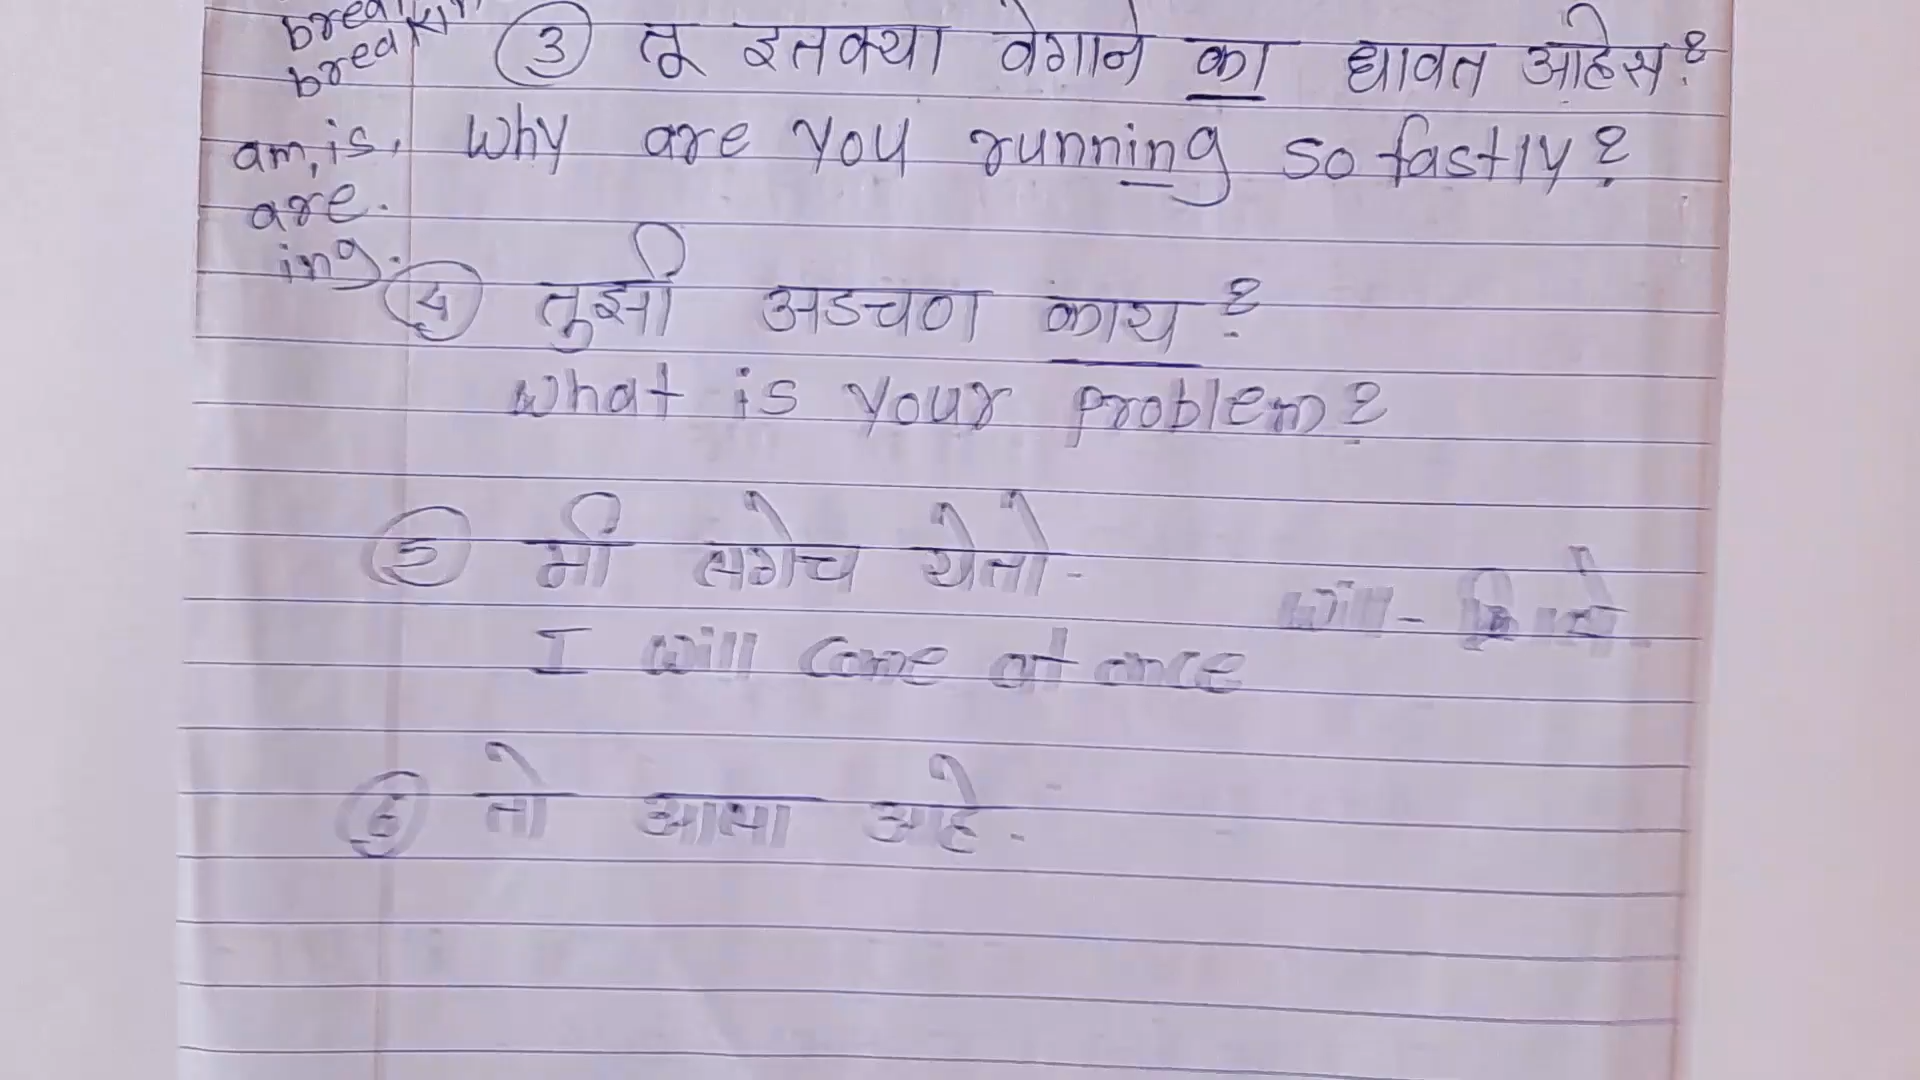 ③ तू इतक्या वेगाने का धावत आहेस?
am, is,
are.
ing.
Why are you running so fastly?
④ तुझी अडचण काय?
What is your problem?
⑤ मी लगेच येतो.
will -
I will come at once
⑥ तो आला आहे.